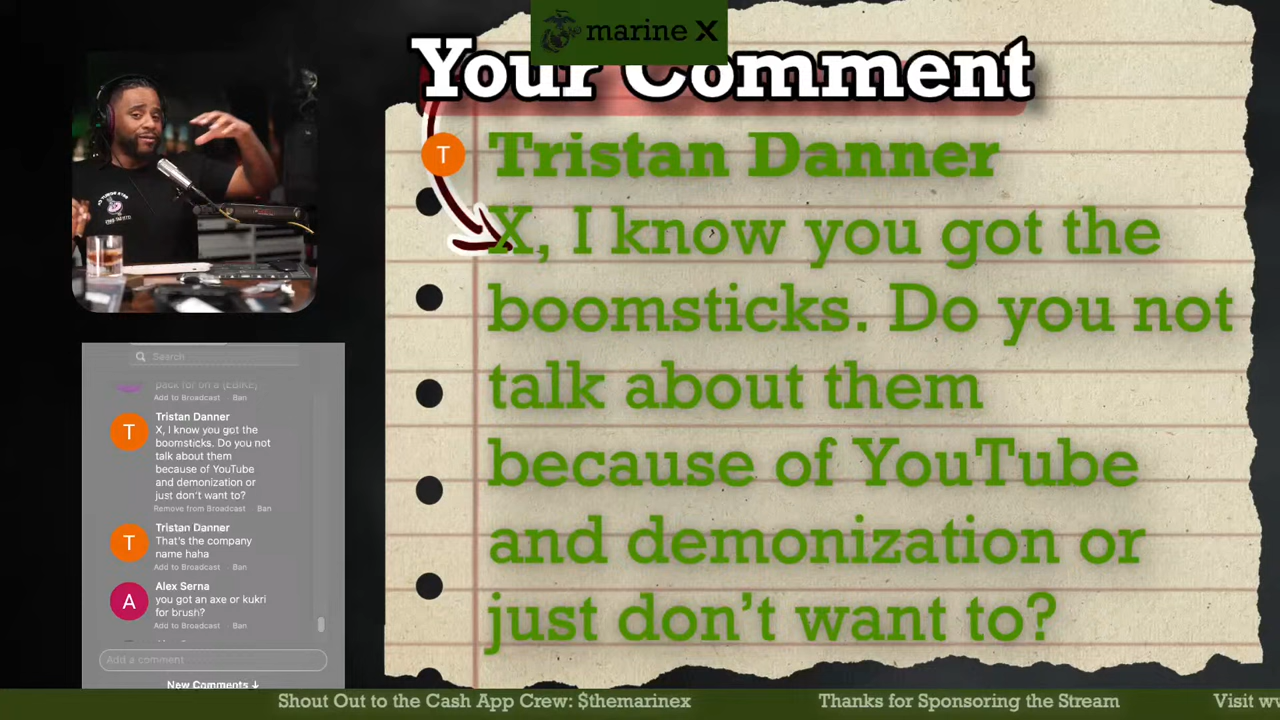 marine X
Your Comment
T
Tristan Danner
X, I know you got the
boomsticks. Do you not
talk about them
because of YouTube
and demonization or
just don't want to?
Search
pack for on a (EdiKE)
Add to Broadcast · Ban
Tristan Danner
T
X, I know you got the
boomsticks. Do you not
talk about them
because of YouTube
and demonization or
just don't want to?
Remove from Broadcast Ban
Tristan Danner
T
That's the company
name haha
Add to Broadcast · Ban
Alex Serna
A
you got an axe or kukri
for brush?
Add to Broadcast · Ban
Add a comment
New Comments ↓
Shout Out to the Cash App Crew: $themarinex Thanks for Sponsoring the Stream Visit